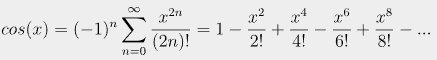 cos(x) = (-1)^n \sum_{n=0}^{\infty} \frac{x^{2n}}{(2n)!} = 1 - \frac{x^2}{2!} + \frac{x^4}{4!} - \frac{x^6}{6!} + \frac{x^8}{8!} - ...